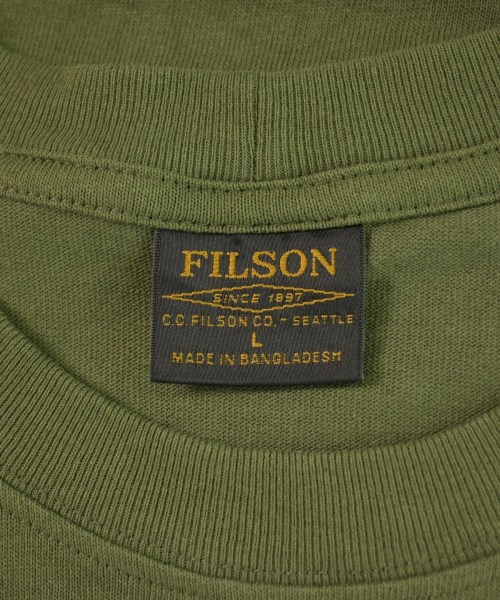 FILSON
SINCE 1897
C.C. FILSON CO. - SEATTLE
L
MADE IN BANGLADESH